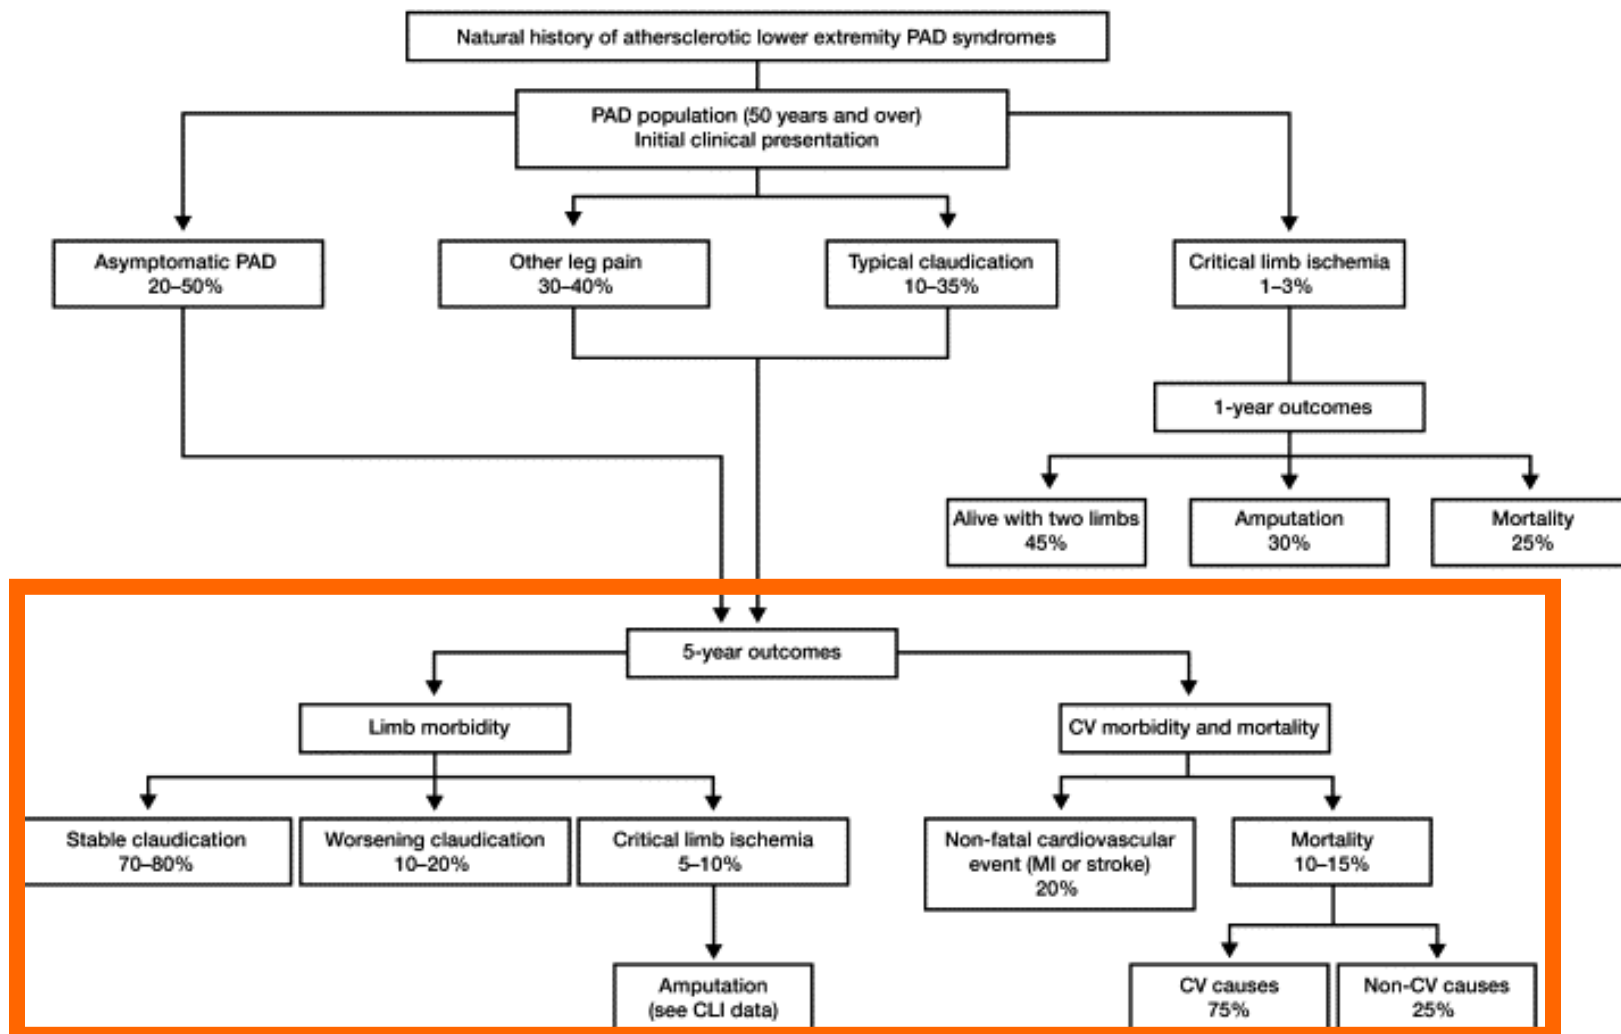 Natural history of athersclerotic lower extremity PAD syndromes
PAD population (50 years and over)
Initial clinical presentation
Asymptomatic PAD
20–50%
Other leg pain
30–40%
Typical claudication
10–35%
Critical limb ischemia
1–3%
1-year outcomes
Alive with two limbs
45%
Amputation
30%
Mortality
25%
5-year outcomes
Limb morbidity
CV morbidity and mortality
Stable claudication
70–80%
Worsening claudication
10–20%
Critical limb ischemia
5–10%
Non-fatal cardiovascular
event (MI or stroke)
20%
Mortality
10–15%
Amputation
(see CLI data)
CV causes
75%
Non-CV causes
25%